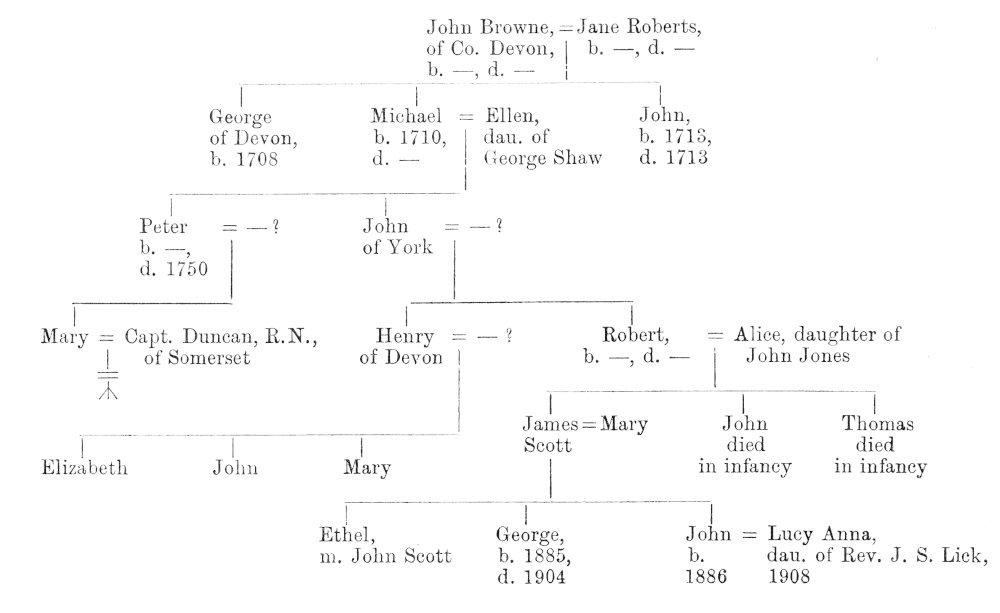 John Browne, = Jane Roberts,
of Co. Devon, b. —, d. —
b. —, d. —
George Michael = Ellen, John,
of Devon, b. 1710, dau. of b. 1713,
b. 1708 d. — George Shaw d. 1713
Peter = — ? John = — ?
b. —, of York
d. 1750
Mary = Capt. Duncan, R.N., Henry = — ? Robert, = Alice, daughter of
of Somerset of Devon b. —, d. — John Jones
James = Mary John Thomas
Scott died died
in infancy in infancy
Elizabeth John Mary
Ethel, George, John = Lucy Anna,
m. John Scott b. 1885, b. dau. of Rev. J. S. Lick,
d. 1904 1886 1908